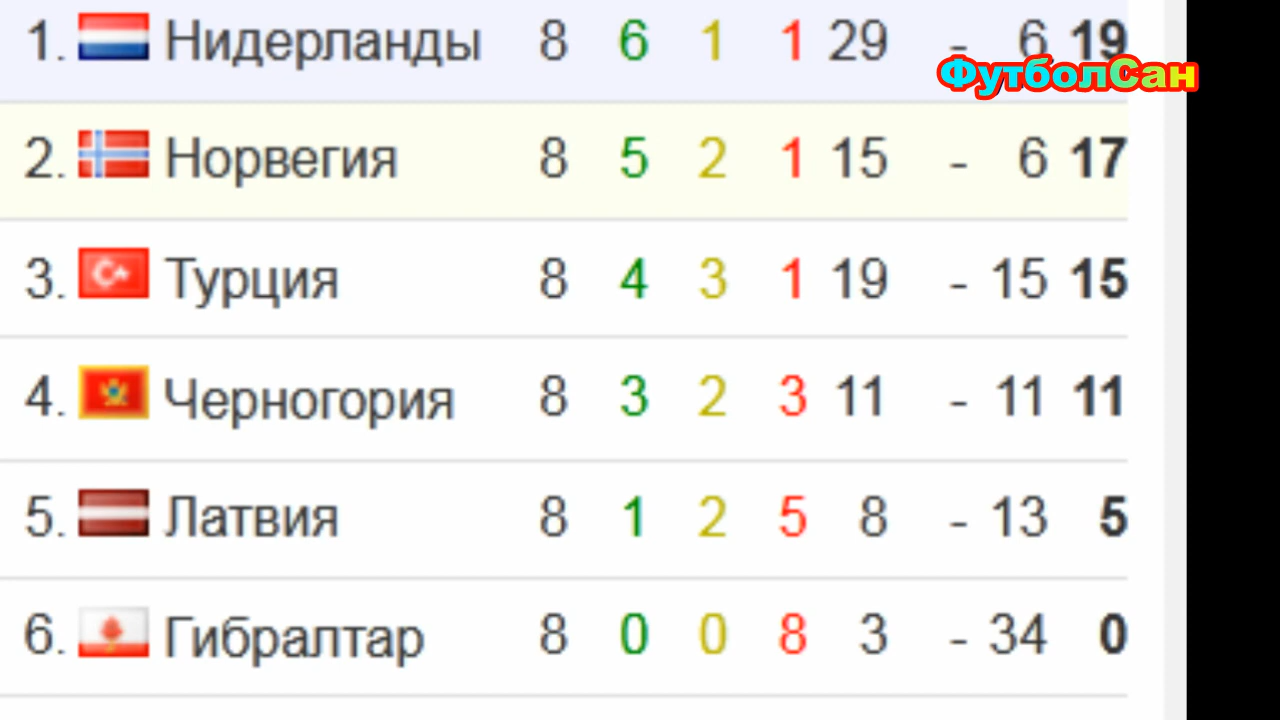 1. Нидерланды 8 6 1 1 29 - 6 19
ФутболСан
2. Норвегия 8 5 2 1 15 - 6 17
3. Турция 8 4 3 1 19 - 15 15
4. Черногория 8 3 2 3 11 - 11 11
5. Латвия 8 1 2 5 8 - 13 5
6. Гибралтар 8 0 0 8 3 - 34 0